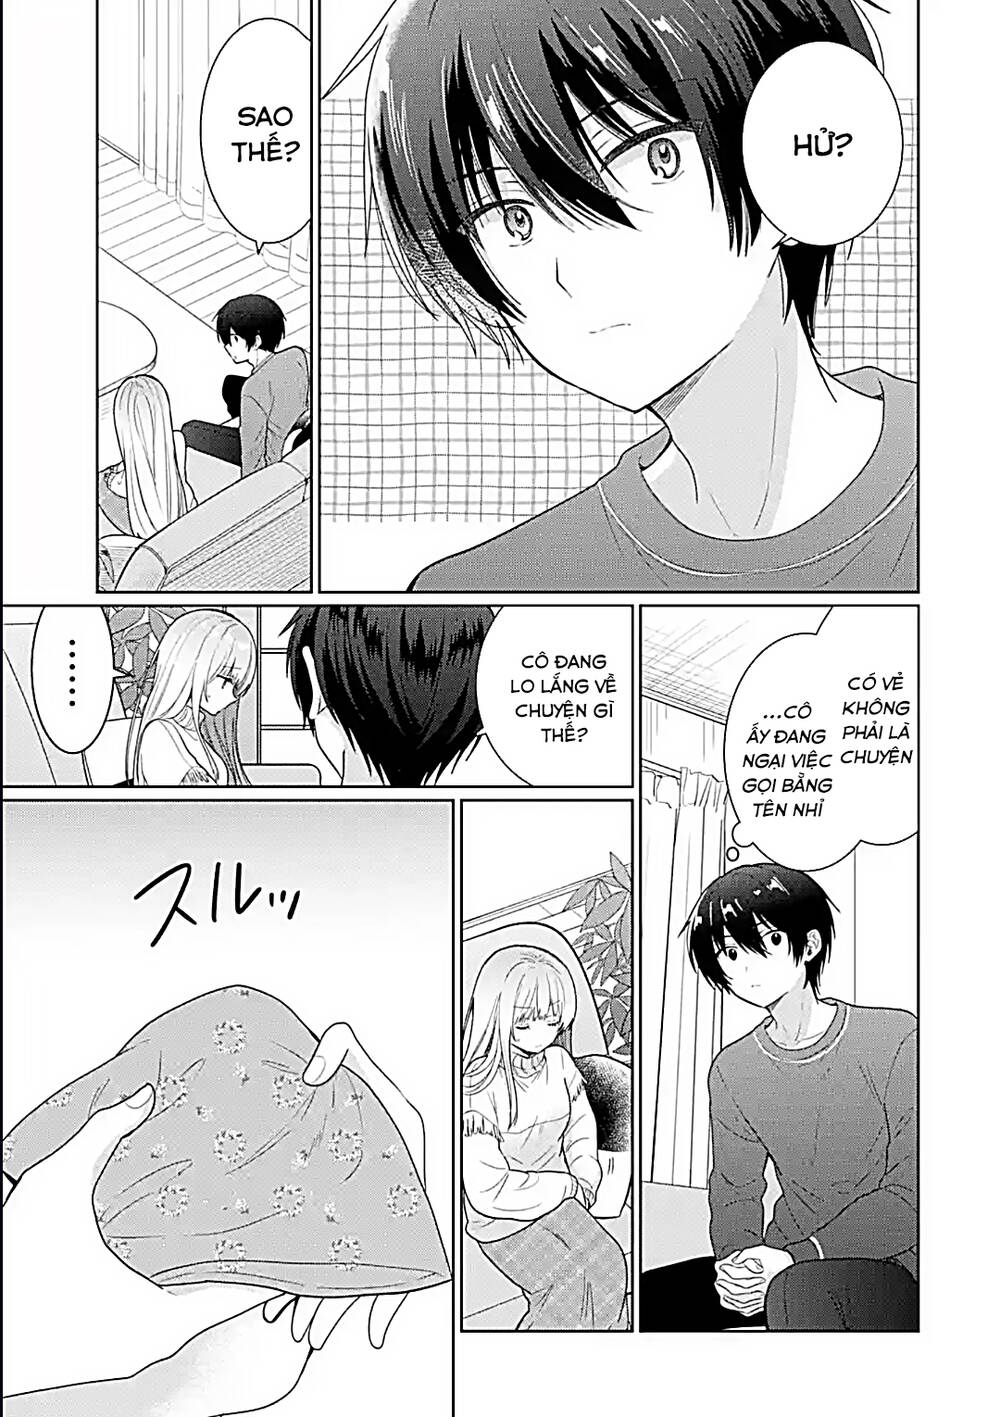 HỬ?
SAO
THẾ?
CÓ VẺ
KHÔNG
PHẢI LÀ
CHUYỆN
...CÔ
ẤY ĐANG
NGẠI VIỆC
GỌI BẰNG
TÊN NHỈ
CÔ ĐANG
LO LẮNG VỀ
CHUYỆN GÌ
THẾ?
......
スルッ